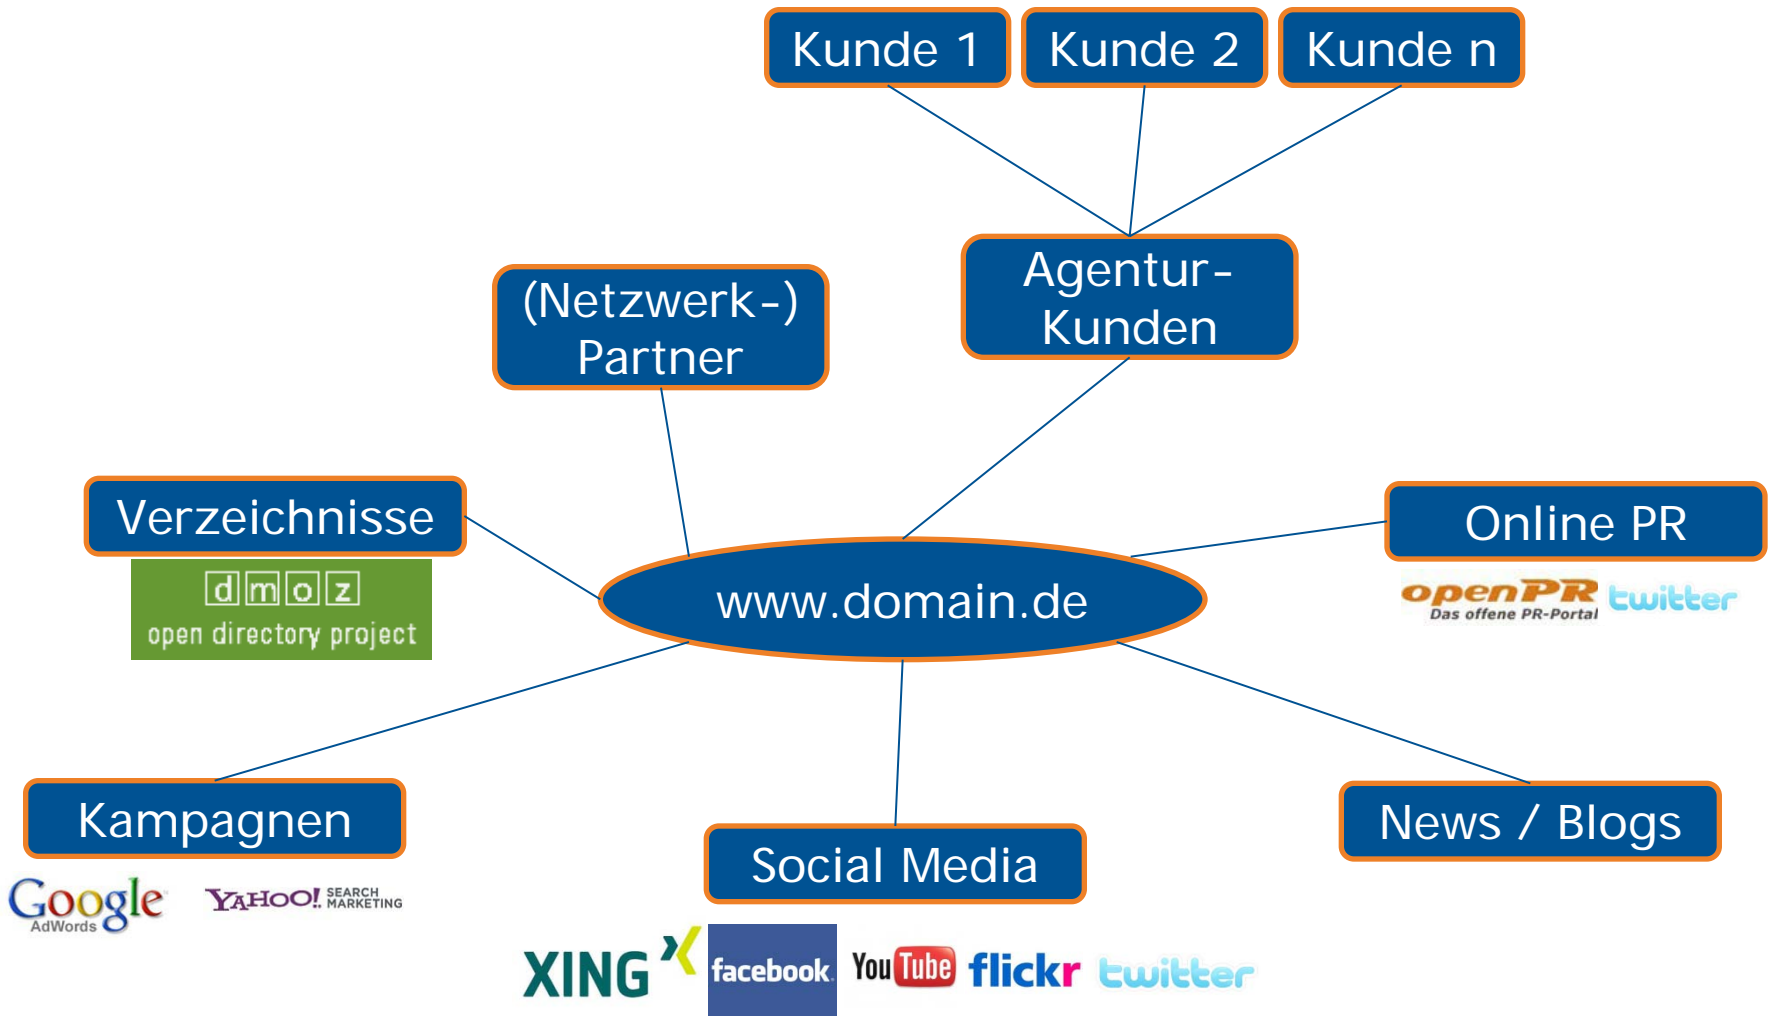 Kunde 1
Kunde 2
Kunde n
Agentur-
Kunden
(Netzwerk-)
Partner
Verzeichnisse
dmoz
open directory project
www.domain.de
Online PR
openPR
Das offene PR-Portal
twitter
Kampagnen
Google
AdWords
YAHOO! SEARCH
MARKETING
Social Media
News / Blogs
XING
facebook
YouTube
flickr
twitter